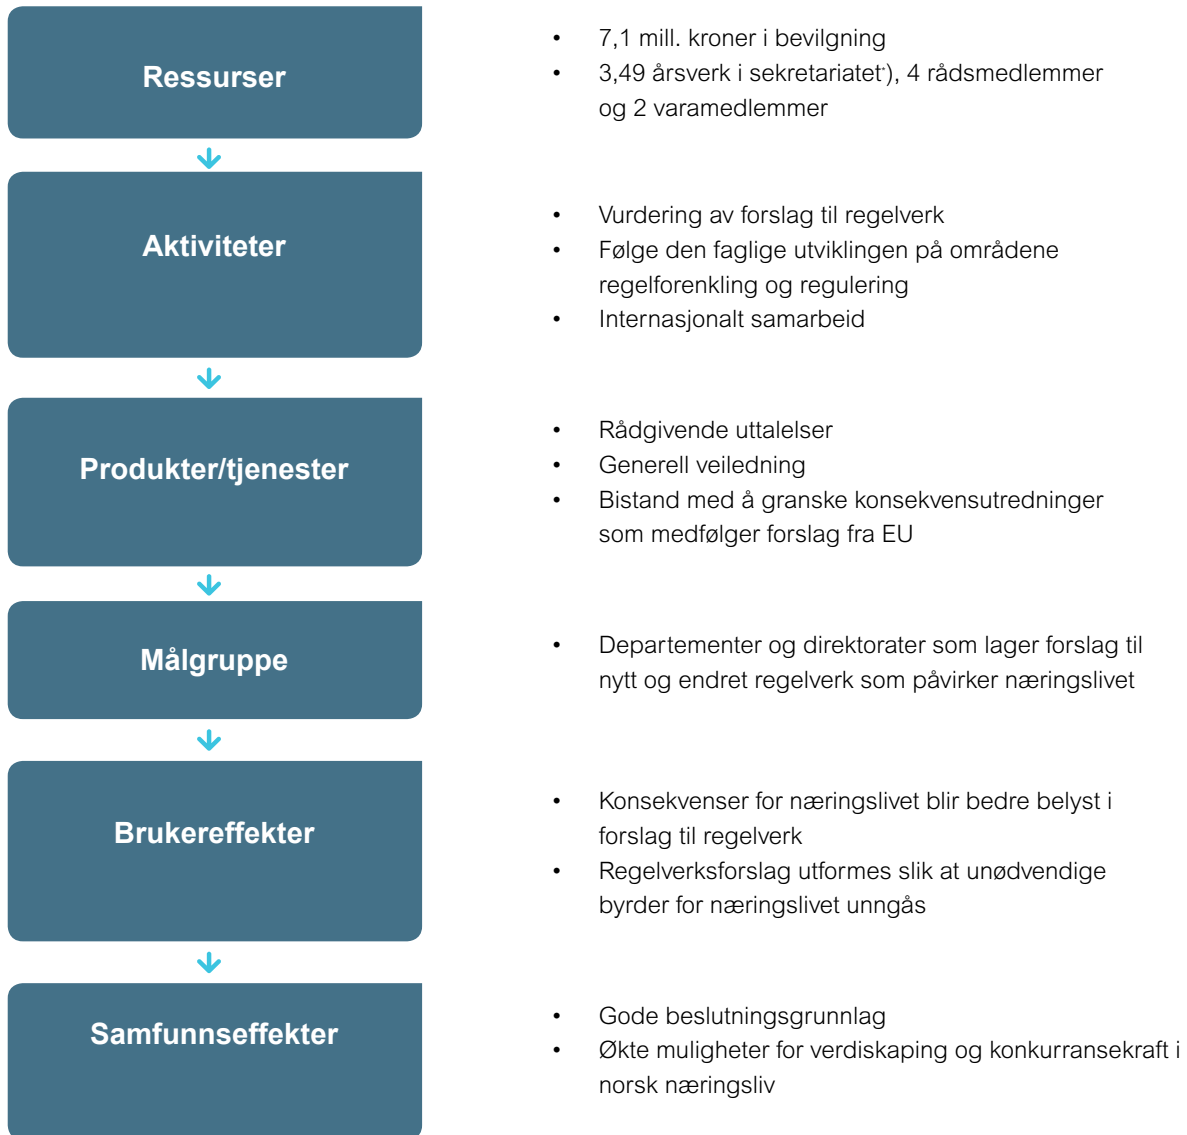 Ressurser
• 7,1 mill. kroner i bevilgning
• 3,49 årsverk i sekretariatet*), 4 rådsmedlemmer
og 2 varamedlemmer
Aktiviteter
• Vurdering av forslag til regelverk
• Følge den faglige utviklingen på områdene
regelforenkling og regulering
• Internasjonalt samarbeid
Produkter/tjenester
• Rådgivende uttalelser
• Generell veiledning
• Bistand med å granske konsekvensutredninger
som medfølger forslag fra EU
Målgruppe
• Departementer og direktorater som lager forslag til
nytt og endret regelverk som påvirker næringslivet
Brukereffekter
• Konsekvenser for næringslivet blir bedre belyst i
forslag til regelverk
• Regelverksforslag utformes slik at unødvendige
byrder for næringslivet unngås
Samfunnseffekter
• Gode beslutningsgrunnlag
• Økte muligheter for verdiskaping og konkurransekraft i
norsk næringsliv